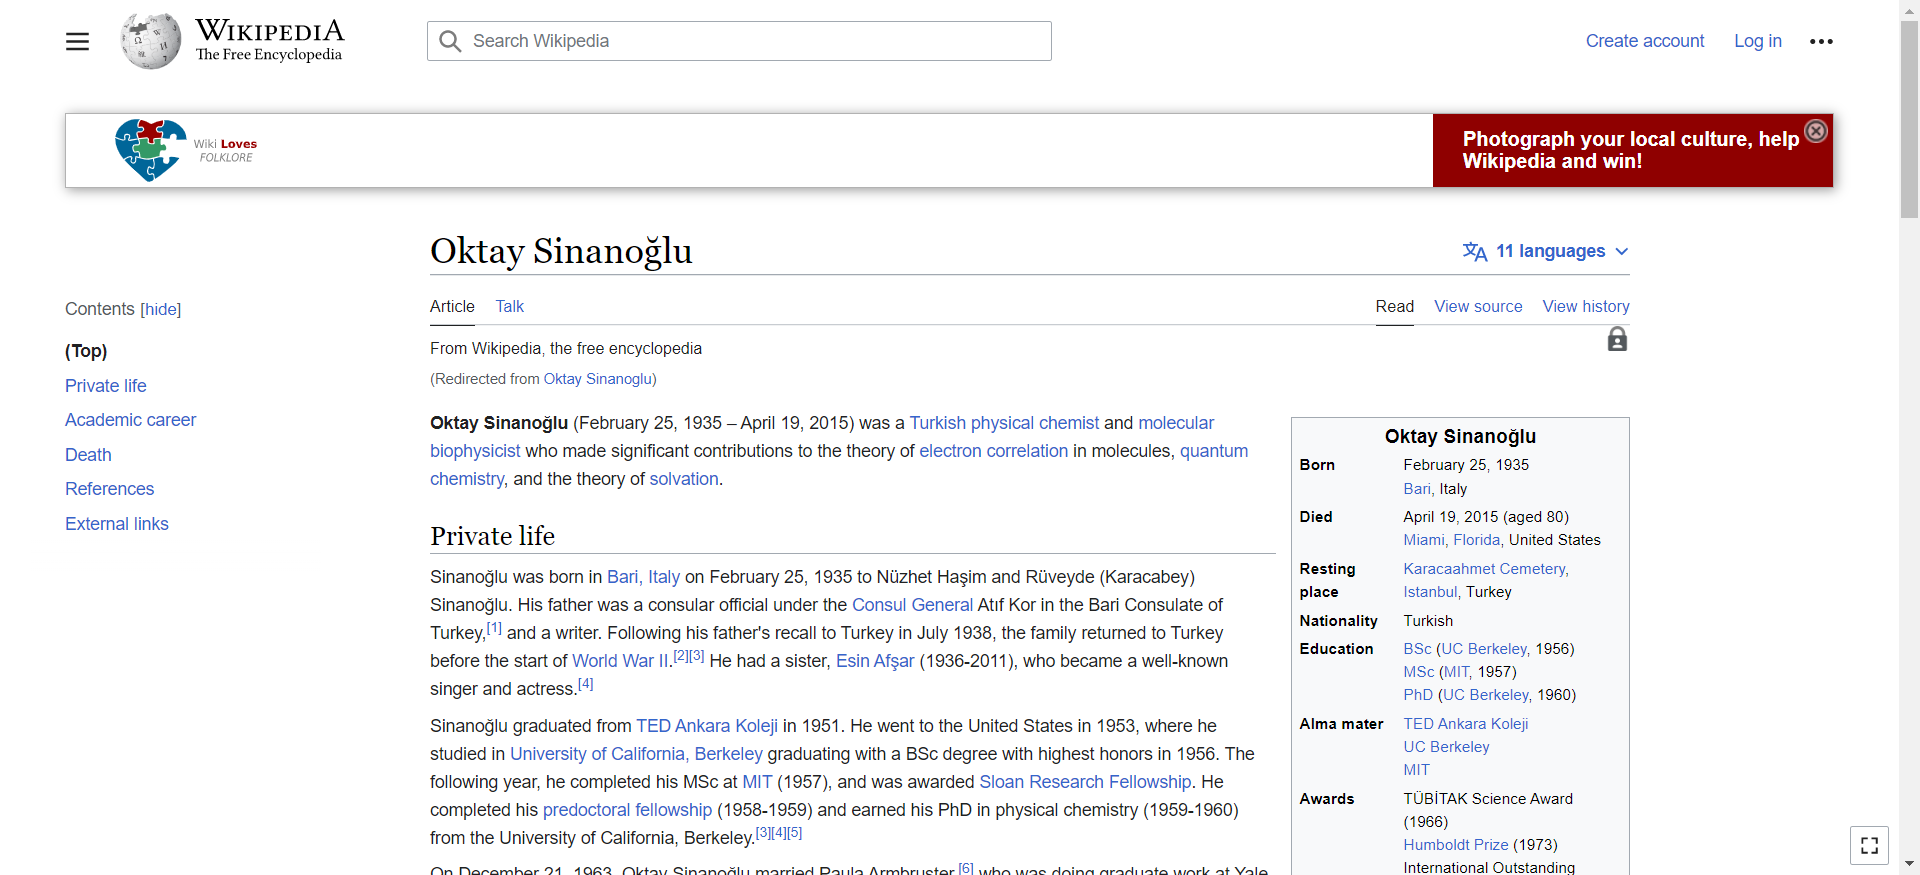 WIKIPEDIA
The Free Encyclopedia
Search Wikipedia
Create account
Log in
Wiki Loves
FOLKLORE
Photograph your local culture, help
Wikipedia and win!
Oktay Sinanoğlu
11 languages
Contents [hide]
(Top)
Private life
Academic career
Death
References
External links
Article
Talk
Read
View source
View history
From Wikipedia, the free encyclopedia
(Redirected from Oktay Sinanoglu)
Oktay Sinanoğlu (February 25, 1935 – April 19, 2015) was a Turkish physical chemist and molecular
biophysicist who made significant contributions to the theory of electron correlation in molecules, quantum
chemistry, and the theory of solvation.
Private life
Sinanoğlu was born in Bari, Italy on February 25, 1935 to Nüzhet Haşim and Rüveyde (Karacabey)
Sinanoğlu. His father was a consular official under the Consul General Atıf Kor in the Bari Consulate of
Turkey,[1] and a writer. Following his father's recall to Turkey in July 1938, the family returned to Turkey
before the start of World War II.[2][3] He had a sister, Esin Afşar (1936-2011), who became a well-known
singer and actress.[4]
Sinanoğlu graduated from TED Ankara Koleji in 1951. He went to the United States in 1953, where he
studied in University of California, Berkeley graduating with a BSc degree with highest honors in 1956. The
following year, he completed his MSc at MIT (1957), and was awarded Sloan Research Fellowship. He
completed his predoctoral fellowship (1958-1959) and earned his PhD in physical chemistry (1959-1960)
from the University of California, Berkeley.[3][4][5]
On December 21, 1963, Oktay Sinanoğlu married Paula Armbruster,[6] who was doing graduate work at Yale
Oktay Sinanoğlu
Born February 25, 1935
Bari, Italy
Died April 19, 2015 (aged 80)
Miami, Florida, United States
Resting Karacaahmet Cemetery,
place Istanbul, Turkey
Nationality Turkish
Education BSc (UC Berkeley, 1956)
MSc (MIT, 1957)
PhD (UC Berkeley, 1960)
Alma mater TED Ankara Koleji
UC Berkeley
MIT
Awards TÜBİTAK Science Award
(1966)
Humboldt Prize (1973)
International Outstanding